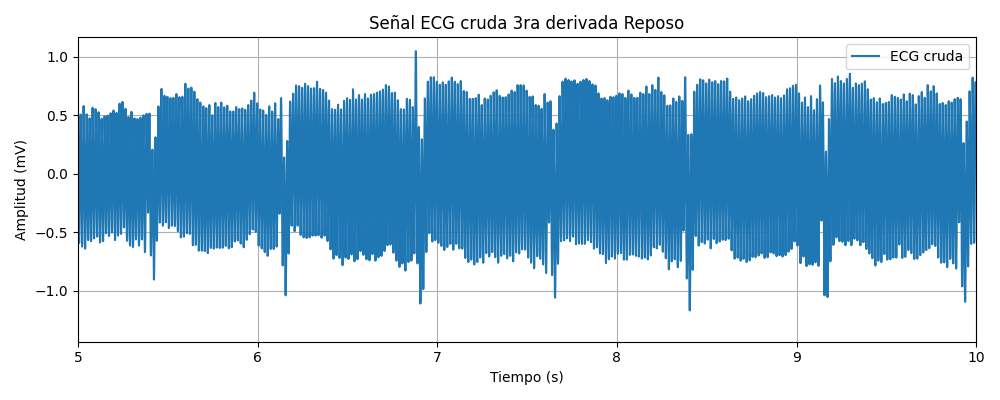 Señal ECG cruda 3ra derivada Reposo
ECG cruda
1.0
0.5
0.0
−0.5
−1.0
Amplitud (mV)
5 6 7 8 9 10
Tiempo (s)